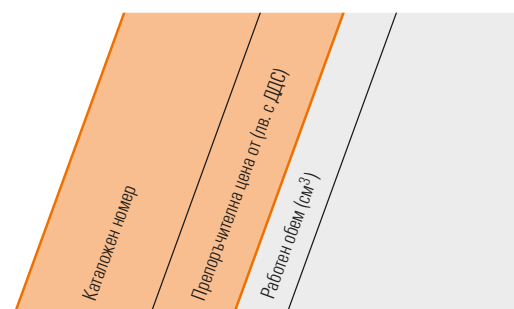 Каталожен номер
Препоръчителна цена от (лв. с ДДС)
Работен обем (см³)